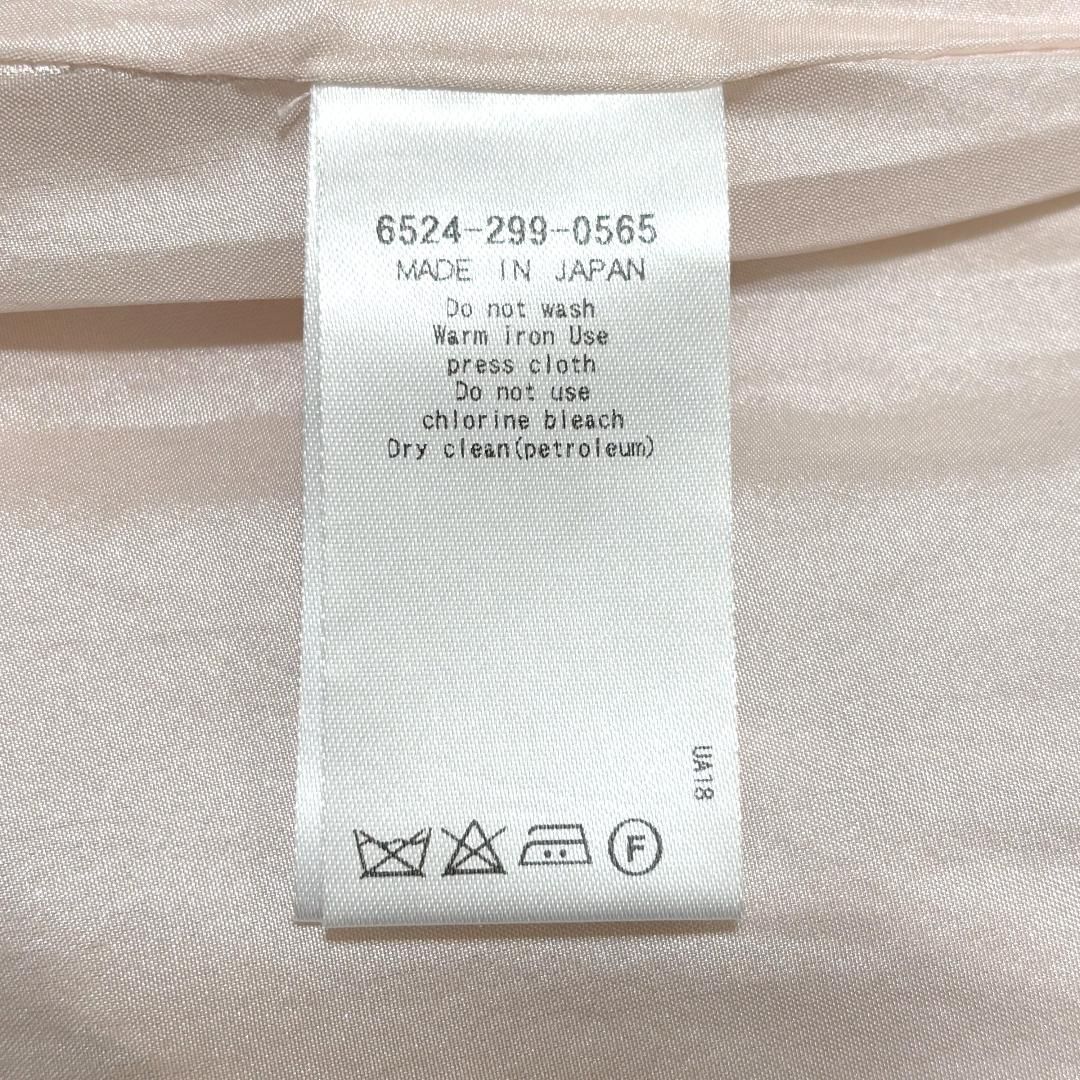 6524-299-0565
MADE IN JAPAN
Do not wash
Warm iron Use
press cloth
Do not use
chlorine bleach
Dry clean(petroleum)
UA18
F